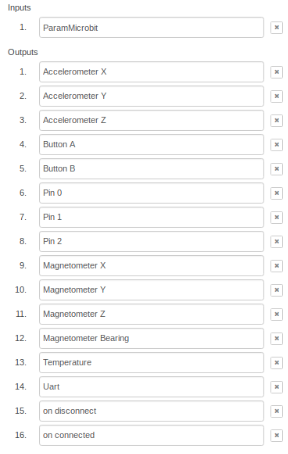 Inputs
1. ParamMicrobit
Outputs
1. Accelerometer X
2. Accelerometer Y
3. Accelerometer Z
4. Button A
5. Button B
6. Pin 0
7. Pin 1
8. Pin 2
9. Magnetometer X
10. Magnetometer Y
11. Magnetometer Z
12. Magnetometer Bearing
13. Temperature
14. Uart
15. on disconnect
16. on connected